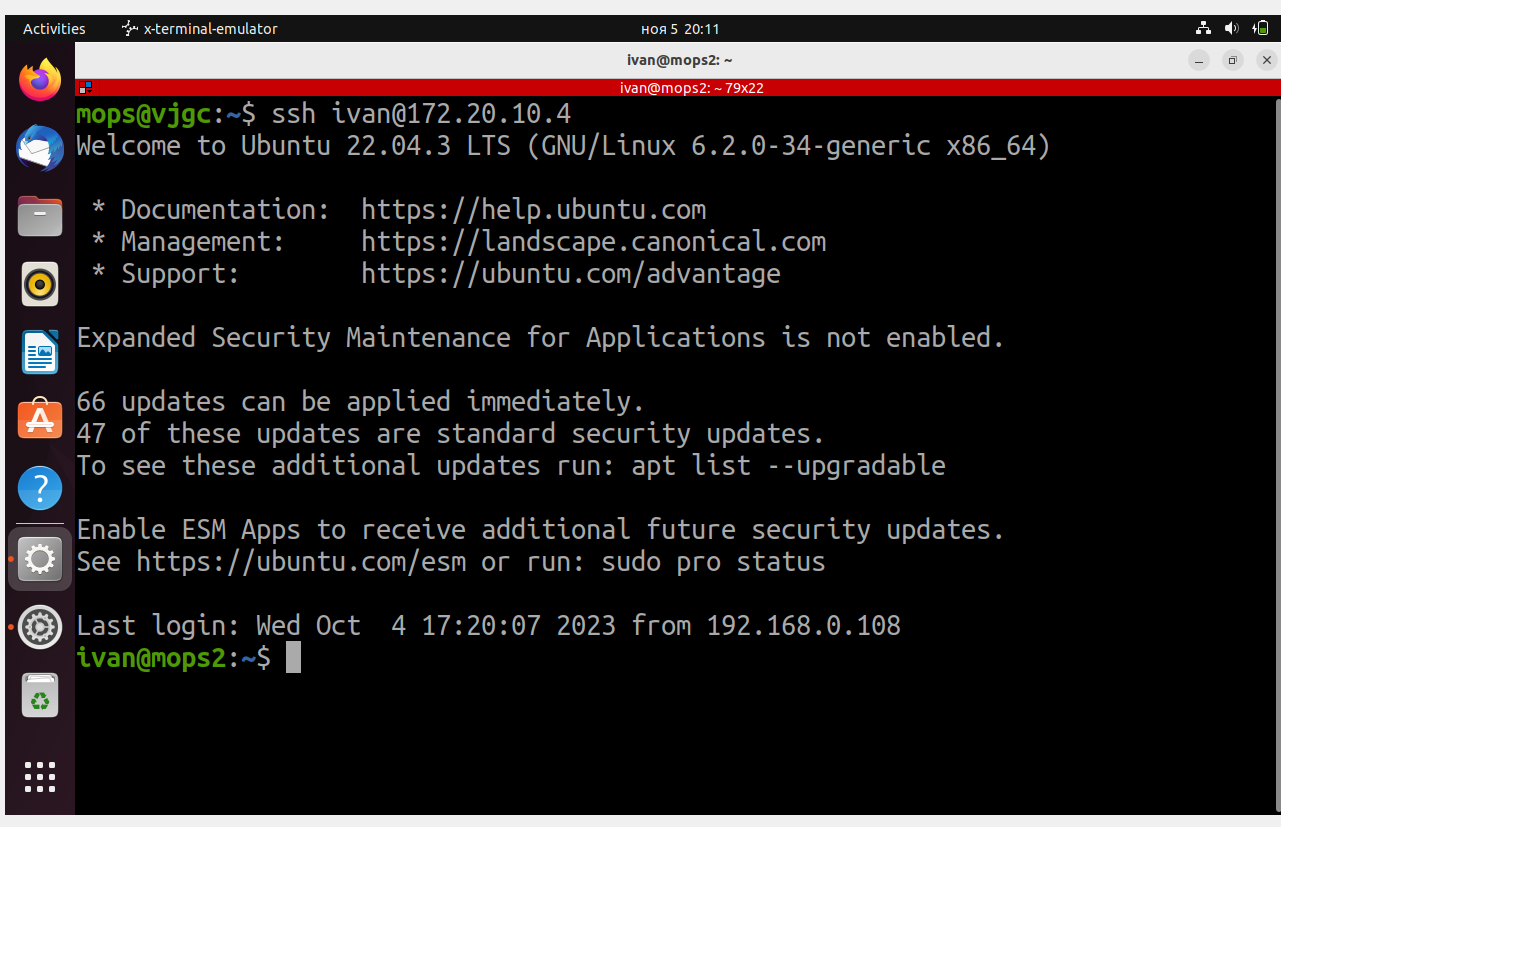 Activities x-terminal-emulator ноя 5 20:11
ivan@mops2: ~
ivan@mops2: ~ 79x22
mops@vjgc:~$ ssh ivan@172.20.10.4
Welcome to Ubuntu 22.04.3 LTS (GNU/Linux 6.2.0-34-generic x86_64)
* Documentation:  https://help.ubuntu.com
* Management:     https://landscape.canonical.com
* Support:        https://ubuntu.com/advantage
Expanded Security Maintenance for Applications is not enabled.
66 updates can be applied immediately.
47 of these updates are standard security updates.
To see these additional updates run: apt list --upgradable
Enable ESM Apps to receive additional future security updates.
See https://ubuntu.com/esm or run: sudo pro status
Last login: Wed Oct  4 17:20:07 2023 from 192.168.0.108
ivan@mops2:~$